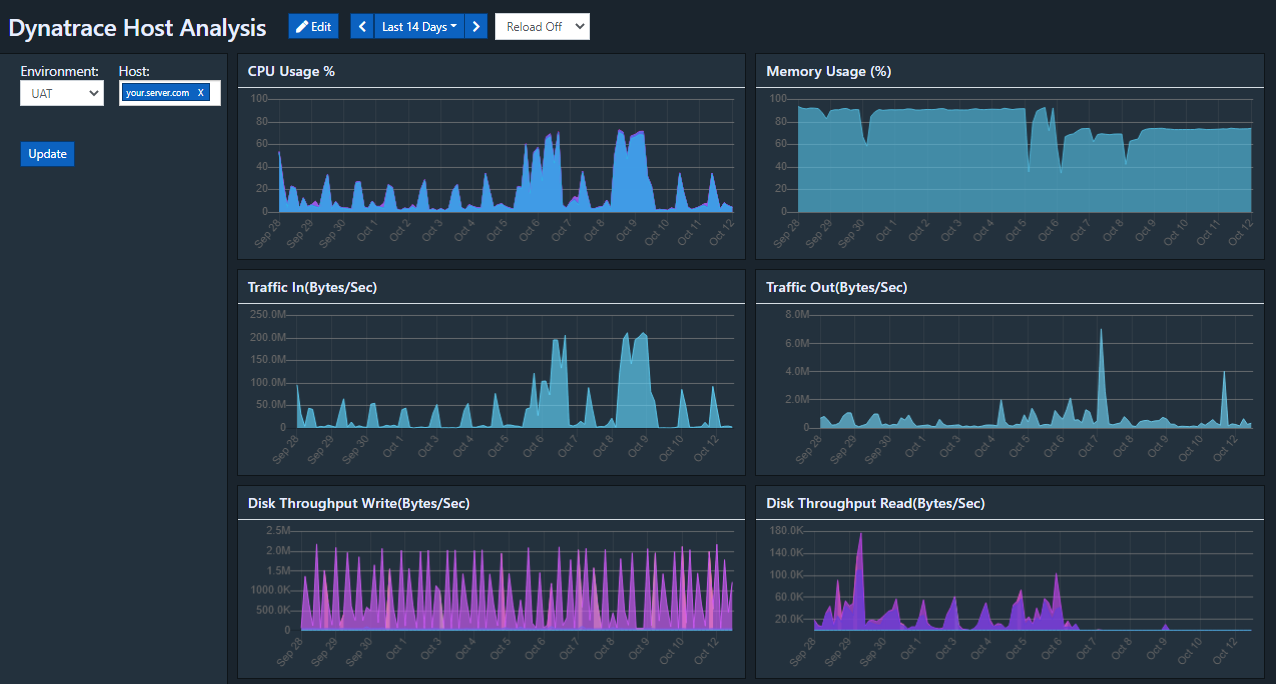 Dynatrace Host Analysis Edit Last 14 Days Reload Off
Environment: Host:
UAT your.server.com X
Update
CPU Usage %
100
80
60
40
20
0
Sep 28 Sep 29 Sep 30 Oct 1 Oct 2 Oct 3 Oct 4 Oct 5 Oct 6 Oct 7 Oct 8 Oct 9 Oct 10 Oct 11 Oct 12
Memory Usage (%)
100
80
60
40
20
0
Sep 28 Sep 29 Sep 30 Oct 1 Oct 2 Oct 3 Oct 4 Oct 5 Oct 6 Oct 7 Oct 8 Oct 9 Oct 10 Oct 11 Oct 12
Traffic In(Bytes/Sec)
250.0M
200.0M
150.0M
100.0M
50.0M
0
Sep 28 Sep 29 Sep 30 Oct 1 Oct 3 Oct 4 Oct 5 Oct 6 Oct 7 Oct 8 Oct 9 Oct 10 Oct 12
Traffic Out(Bytes/Sec)
8.0M
6.0M
4.0M
2.0M
0
Sep 28 Sep 29 Sep 30 Oct 1 Oct 3 Oct 4 Oct 5 Oct 6 Oct 7 Oct 8 Oct 9 Oct 10 Oct 12
Disk Throughput Write(Bytes/Sec)
2.5M
2.0M
1.5M
1000.0K
500.0K
0
Sep 28 Sep 29 Sep 30 Oct 1 Oct 3 Oct 4 Oct 5 Oct 6 Oct 7 Oct 8 Oct 9 Oct 10 Oct 12
Disk Throughput Read(Bytes/Sec)
180.0K
140.0K
100.0K
60.0K
20.0K
Sep 28 Sep 29 Sep 30 Oct 1 Oct 3 Oct 4 Oct 5 Oct 6 Oct 7 Oct 8 Oct 9 Oct 10 Oct 12